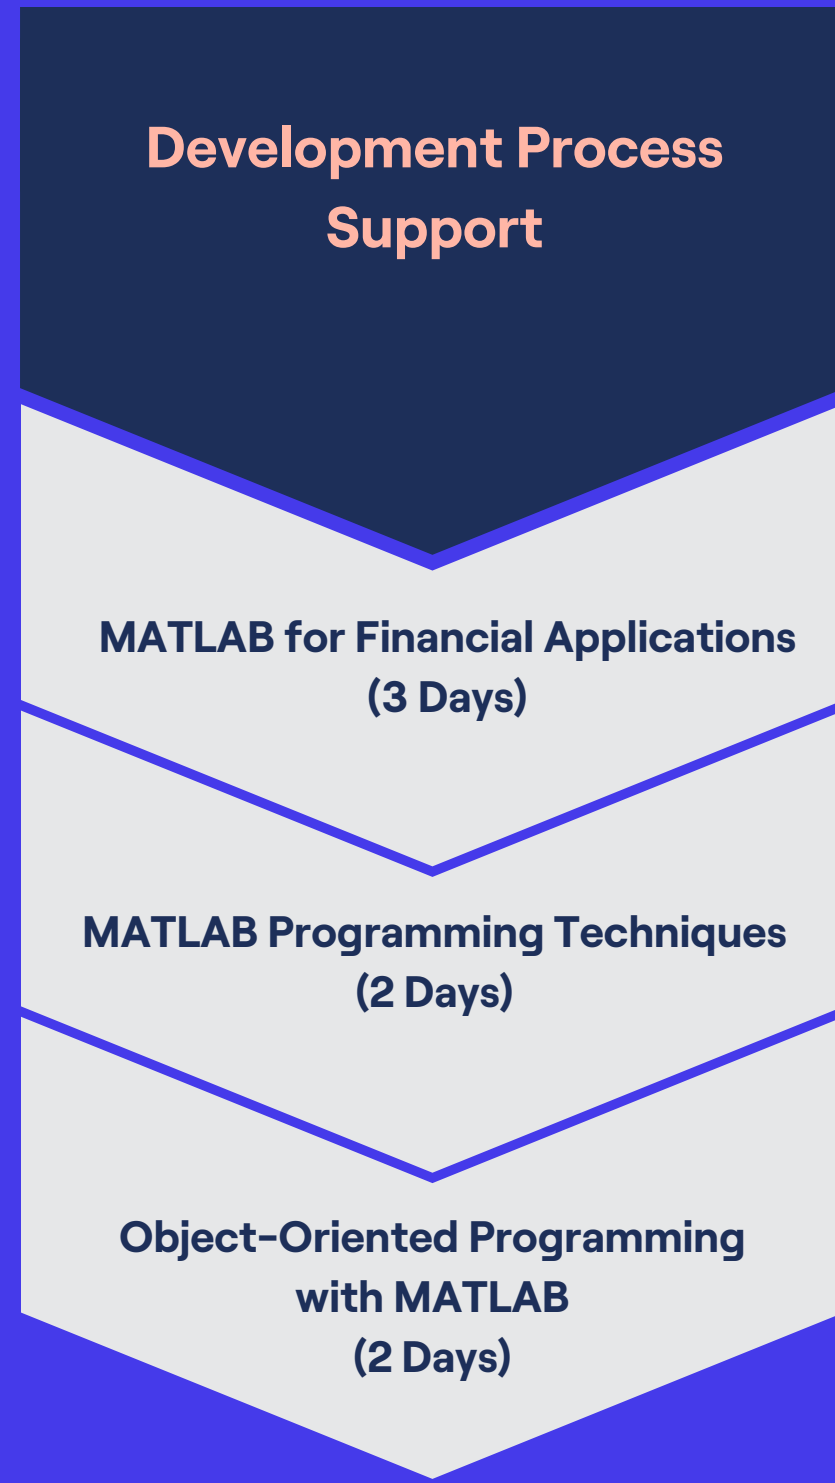 Development Process
Support
MATLAB for Financial Applications
(3 Days)
MATLAB Programming Techniques
(2 Days)
Object-Oriented Programming
with MATLAB
(2 Days)